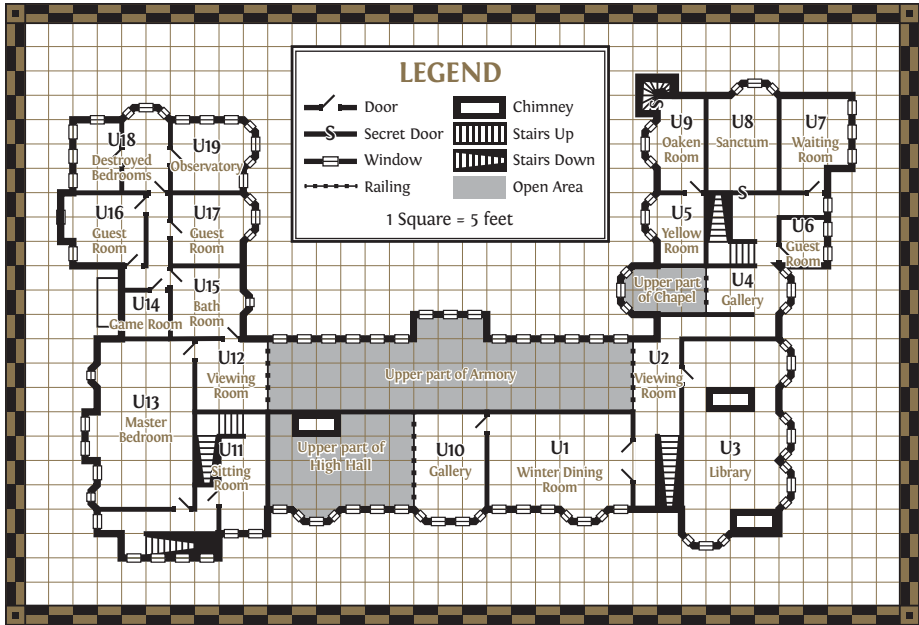 LEGEND
Door
Secret Door
Window
Railing
Chimney
Stairs Up
Stairs Down
Open Area
1 Square = 5 feet
U18
Destroyed
Bedrooms
U19
Observatory
U16
Guest
Room
U17
Guest
Room
U14
Game Room
U15
Bath
Room
U13
Master
Bedroom
U12
Viewing
Room
U11
Sitting
Room
Upper part of Armory
Upper part of
High Hall
U10
Gallery
U1
Winter Dining
Room
U2
Viewing
Room
U3
Library
U9
Oaken
Room
U8
Sanctum
U7
Waiting
Room
U5
Yellow
Room
U6
Guest
Room
Upper part
of Chapel
U4
Gallery
S
S
S